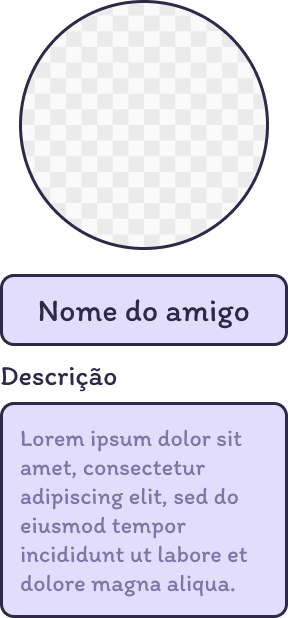 Nome do amigo
Descrição
Lorem ipsum dolor sit
amet, consectetur
adipiscing elit, sed do
eiusmod tempor
incididunt ut labore et
dolore magna aliqua.